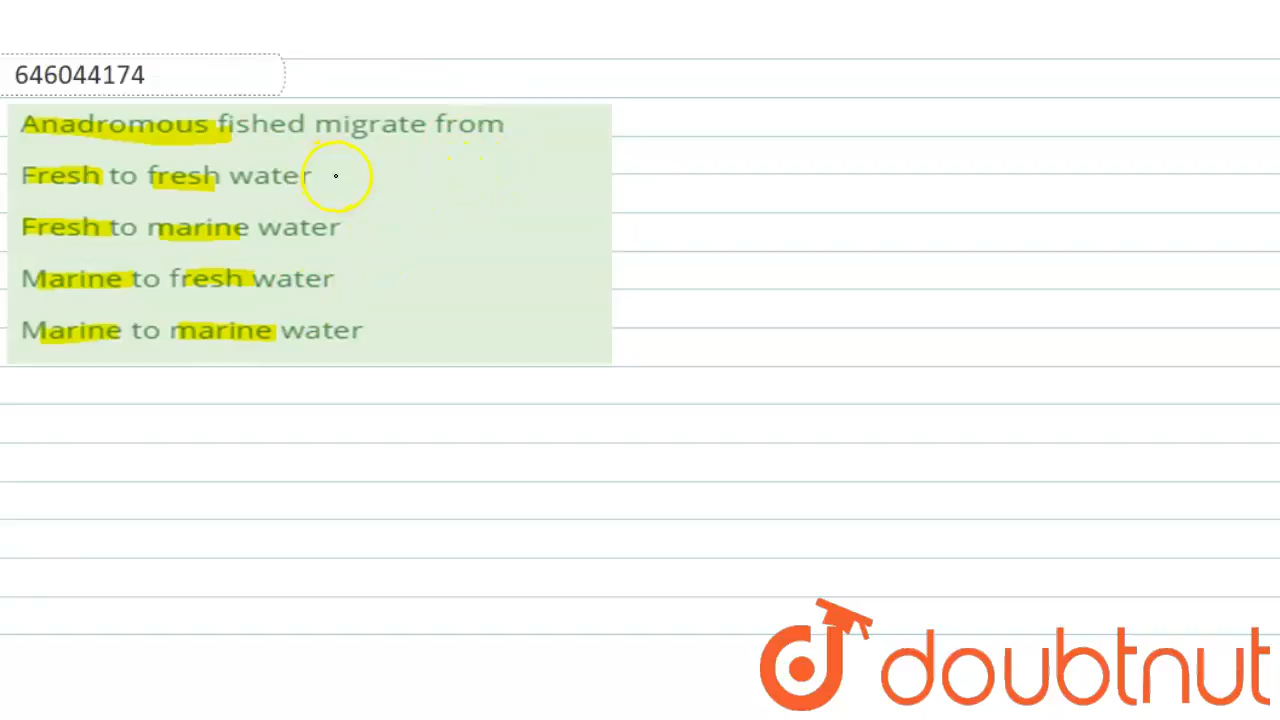 646044174
Anadromous fished migrate from
Fresh to fresh water
Fresh to marine water
Marine to fresh water
Marine to marine water
doubtnut